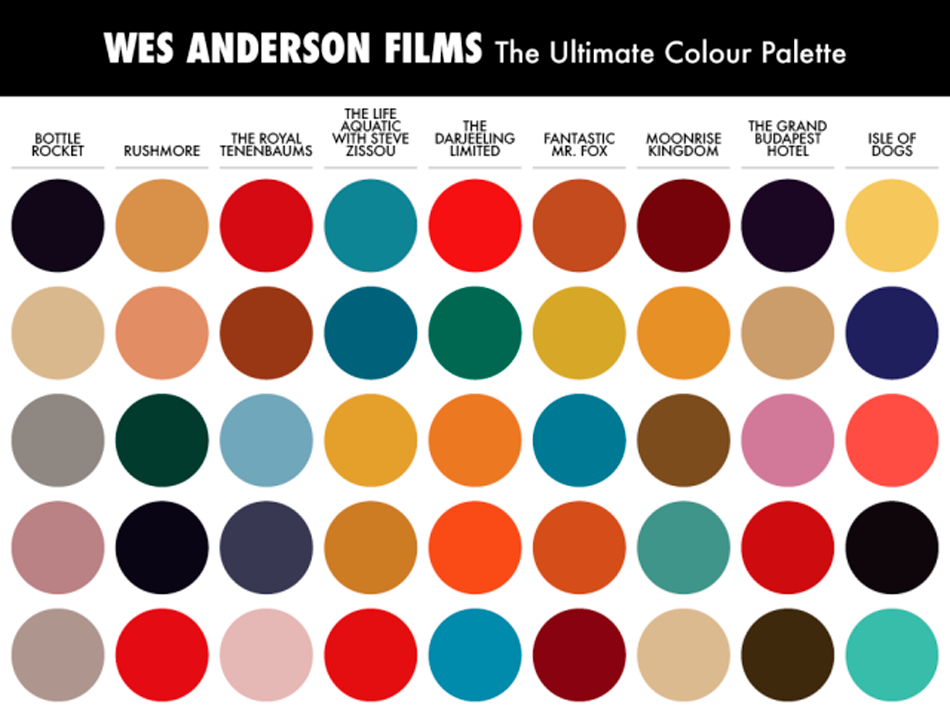 WES ANDERSON FILMS The Ultimate Colour Palette
BOTTLE
ROCKET
RUSHMORE
THE ROYAL
TENENBAUMS
THE LIFE
AQUATIC
WITH STEVE
ZISSOU
THE
DARJEELING
LIMITED
FANTASTIC
MR. FOX
MOONRISE
KINGDOM
THE GRAND
BUDAPEST
HOTEL
ISLE OF
DOGS